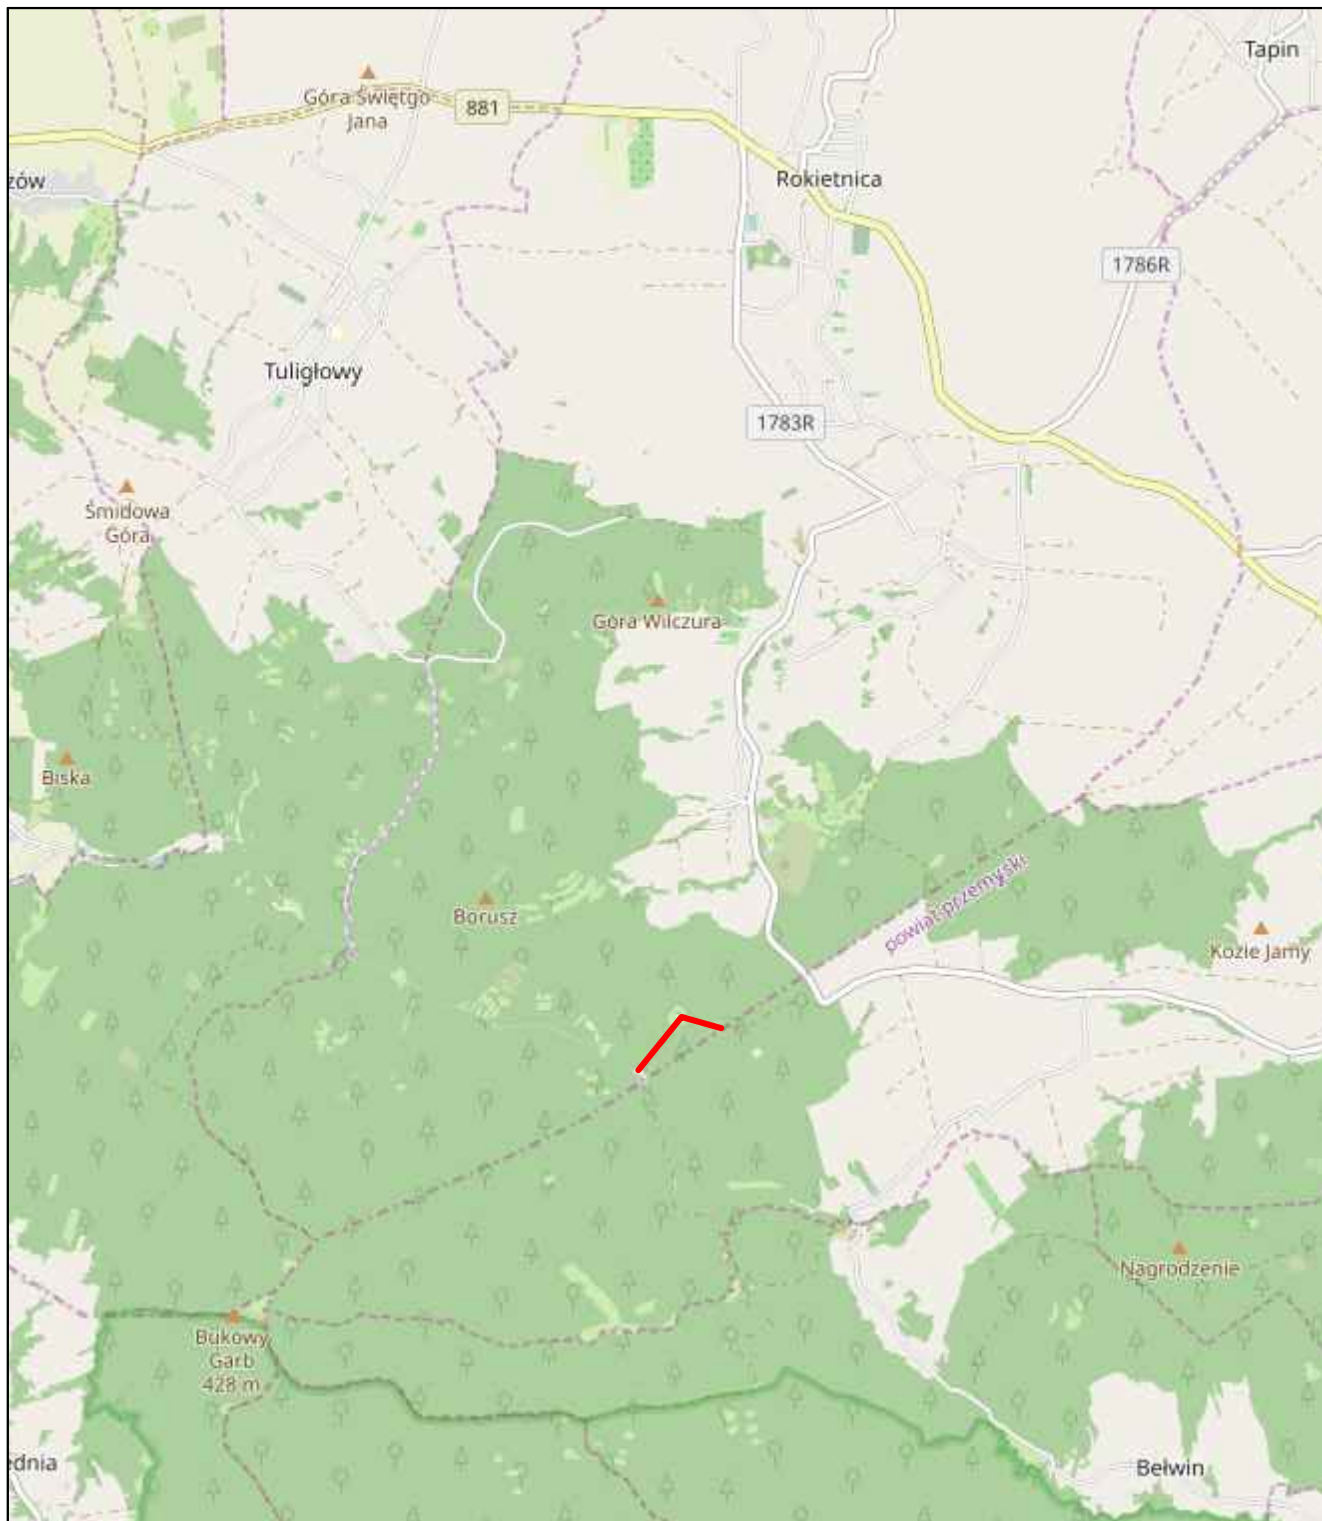 Tapin
Góra Świętgo
Jana
881
zów
Rokietnica
1786R
Tuligłowy
1783R
Śmidowa
Góra
Góra Wilczura
Biska
Borusz
powiat przemyski
Kozie Jamy
Nagrodzenie
Bukowy
Garb
428 m
ednia
Bełwin